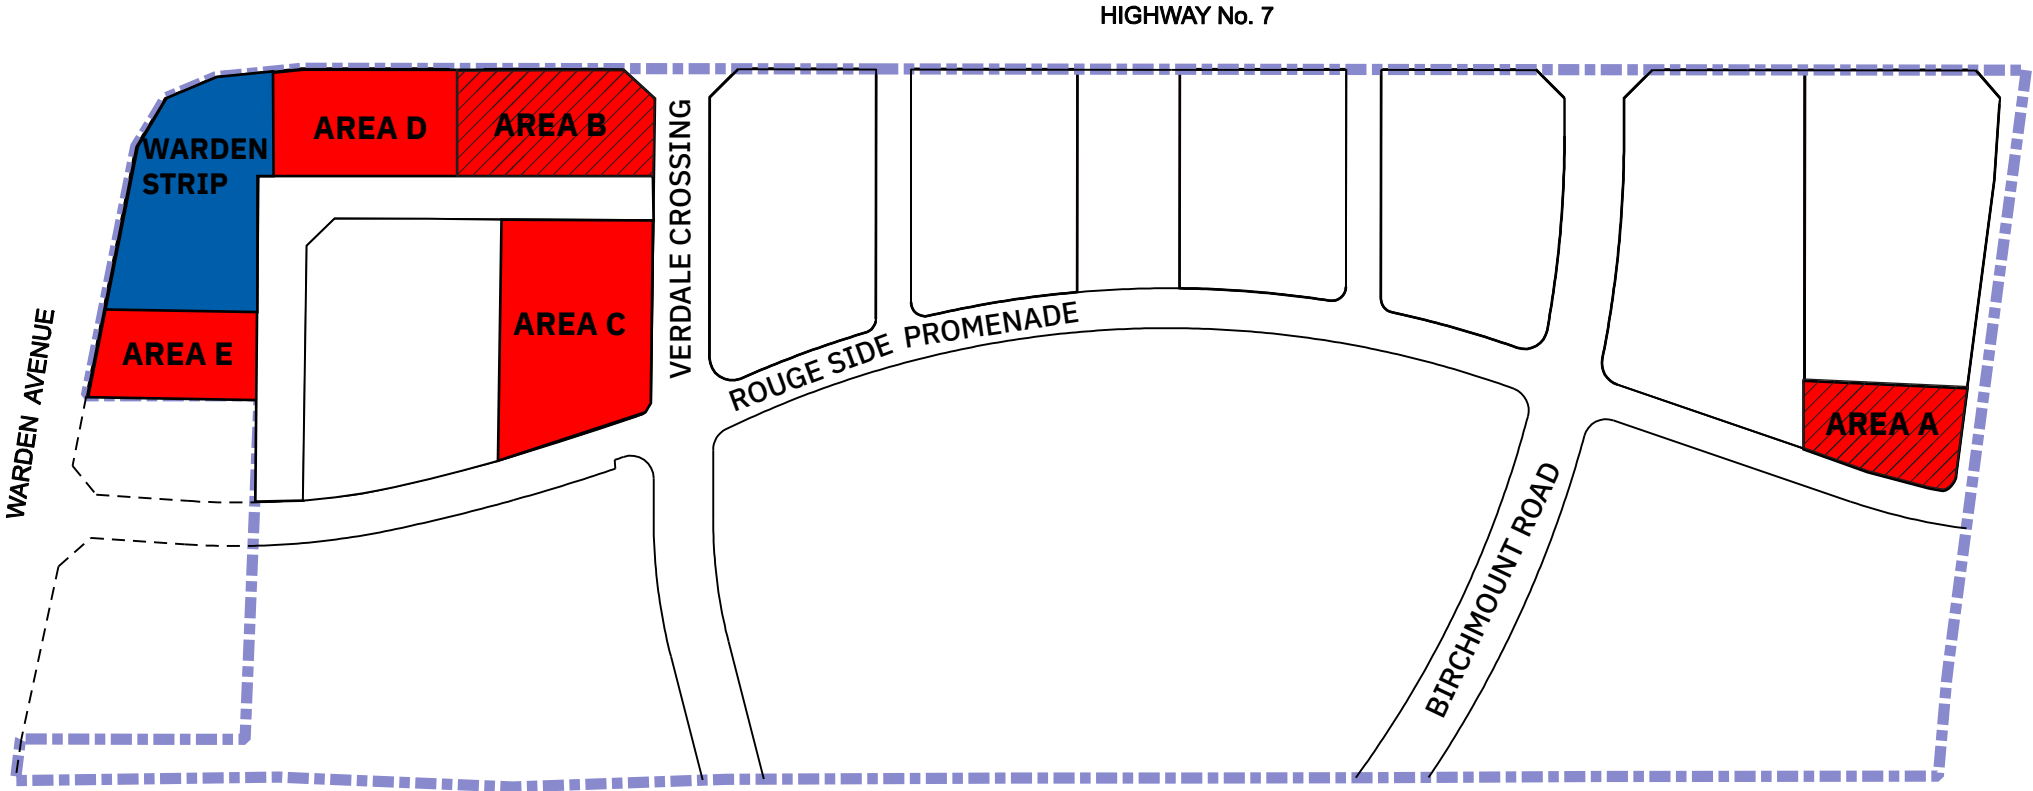 HIGHWAY No. 7
AREA D
AREA B
WARDEN
STRIP
VERDALE CROSSING
AREA C
AREA E
ROUGE SIDE PROMENADE
WARDEN AVENUE
AREA A
BIRCHMOUNT ROAD